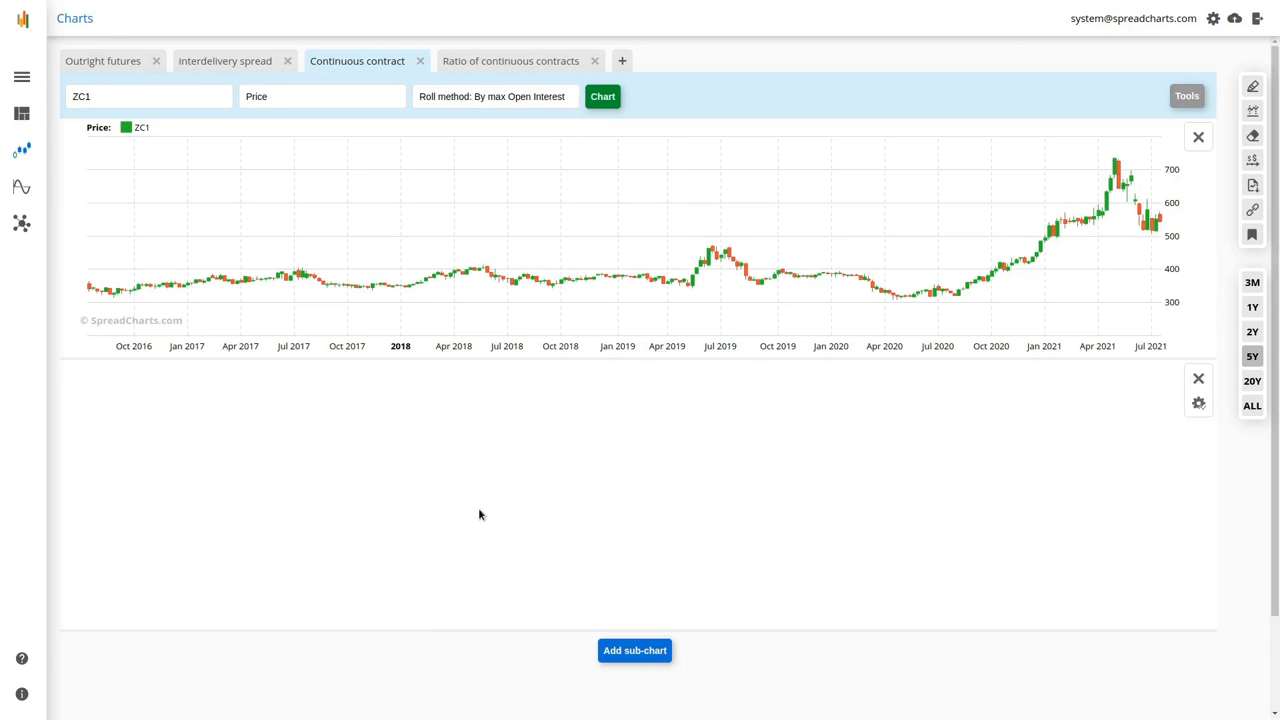 Charts
system@spreadcharts.com
Outright futures
Interdelivery spread
Continuous contract
Ratio of continuous contracts
+
ZC1
Price
Roll method: By max Open Interest
Chart
Tools
Price: ZC1
700
600
500
400
300
© SpreadCharts.com
Oct 2016 Jan 2017 Apr 2017 Jul 2017 Oct 2017 2018 Apr 2018 Jul 2018 Oct 2018 Jan 2019 Apr 2019 Jul 2019 Oct 2019 Jan 2020 Apr 2020 Jul 2020 Oct 2020 Jan 2021 Apr 2021 Jul 2021
3M
1Y
2Y
5Y
20Y
ALL
Add sub-chart